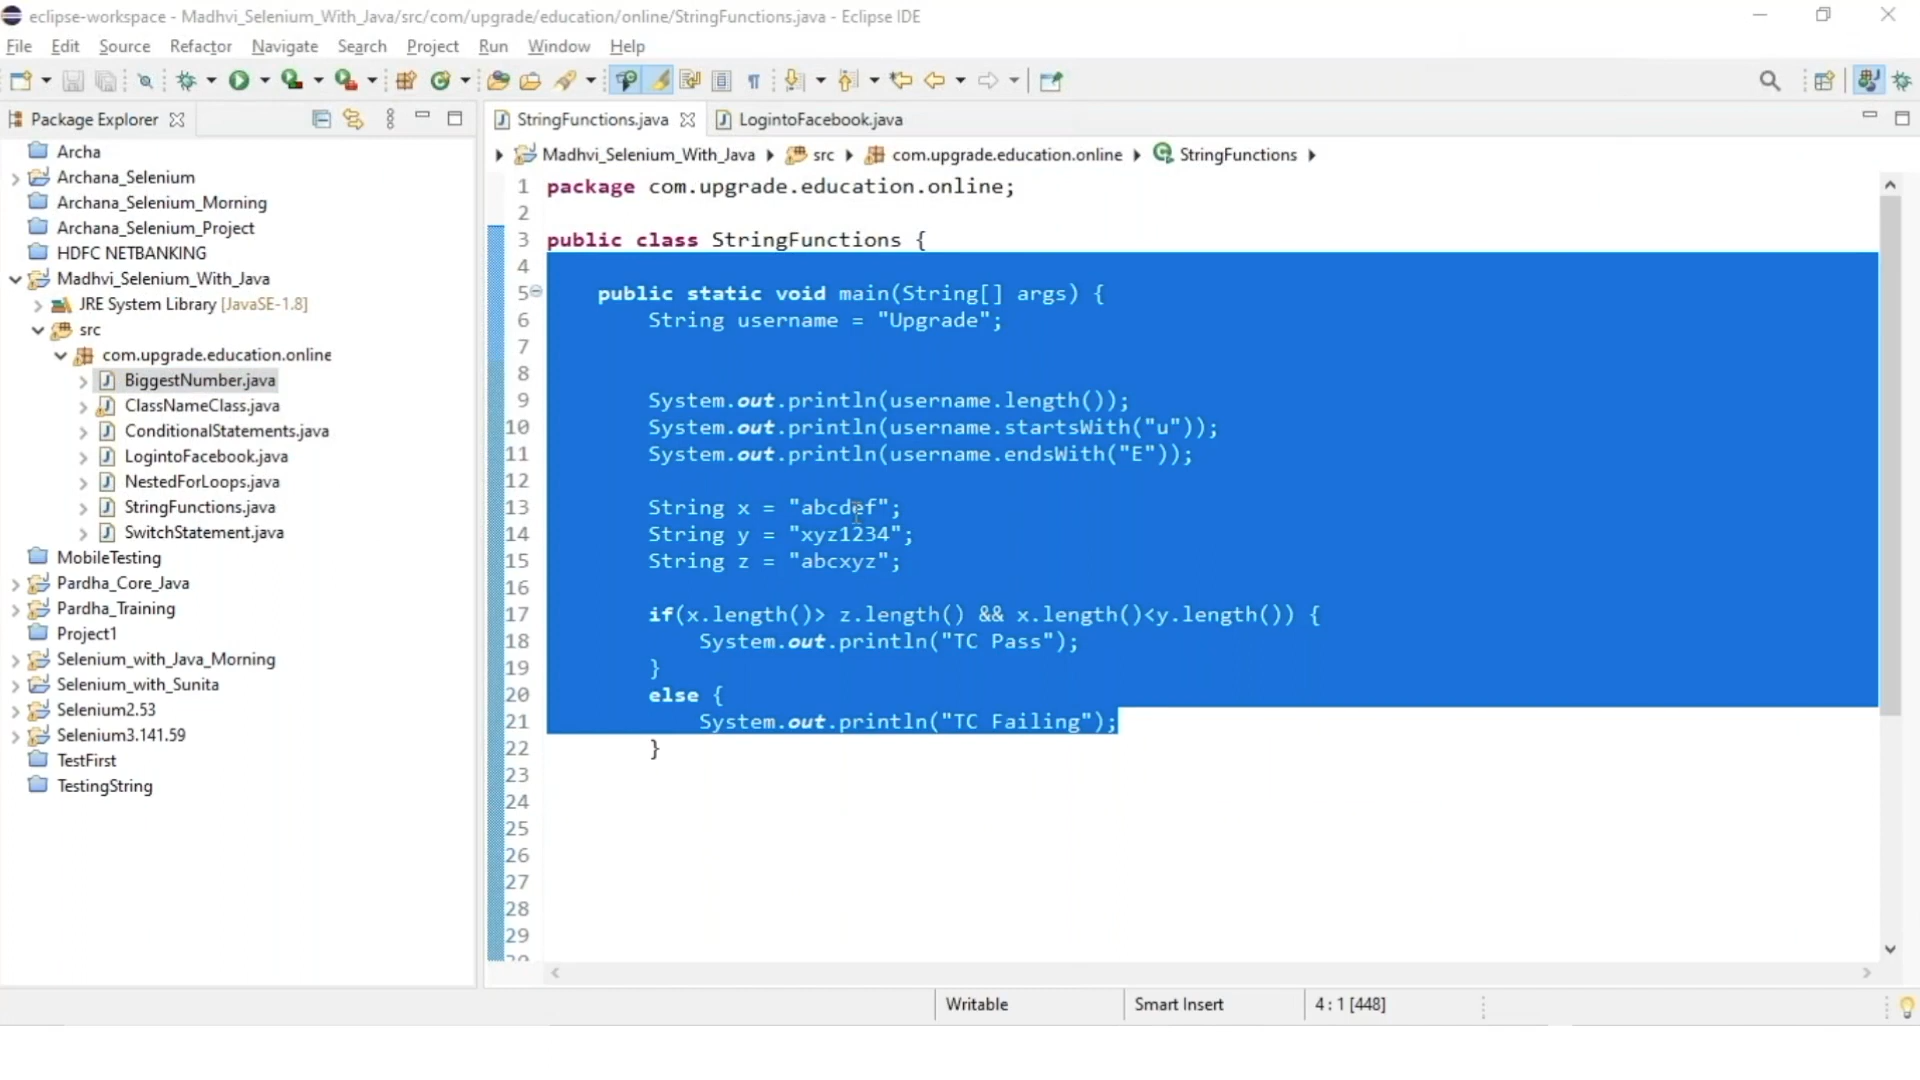 eclipse-workspace - Madhvi_Selenium_With_Java/src/com/upgrade/education/online/StringFunctions.java - Eclipse IDE
File Edit Source Refactor Navigate Search Project Run Window Help
Package Explorer
Archa
Archana_Selenium
Archana_Selenium_Morning
Archana_Selenium_Project
HDFC NETBANKING
Madhvi_Selenium_With_Java
JRE System Library [JavaSE-1.8]
src
com.upgrade.education.online
BiggestNumber.java
ClassNameClass.java
ConditionalStatements.java
LogintoFacebook.java
NestedForLoops.java
StringFunctions.java
SwitchStatement.java
MobileTesting
Pardha_Core_Java
Pardha_Training
Project1
Selenium_with_Java_Morning
Selenium_with_Sunita
Selenium2.53
Selenium3.141.59
TestFirst
TestingString
StringFunctions.java LogintoFacebook.java
Madhvi_Selenium_With_Java src com.upgrade.education.online StringFunctions
1 package com.upgrade.education.online;
2
3 public class StringFunctions {
4
5 public static void main(String[] args) {
6 String username = "Upgrade";
7
8
9 System.out.println(username.length());
10 System.out.println(username.startsWith("u"));
11 System.out.println(username.endsWith("E"));
12
13 String x = "abcdef";
14 String y = "xyz1234";
15 String z = "abcxyz";
16
17 if(x.length()> z.length() && x.length()<y.length()) {
18 System.out.println("TC Pass");
19 }
20 else {
21 System.out.println("TC Failing");
22 }
23
24
25
26
27
28
29
Writable Smart Insert 4 : 1 [448]